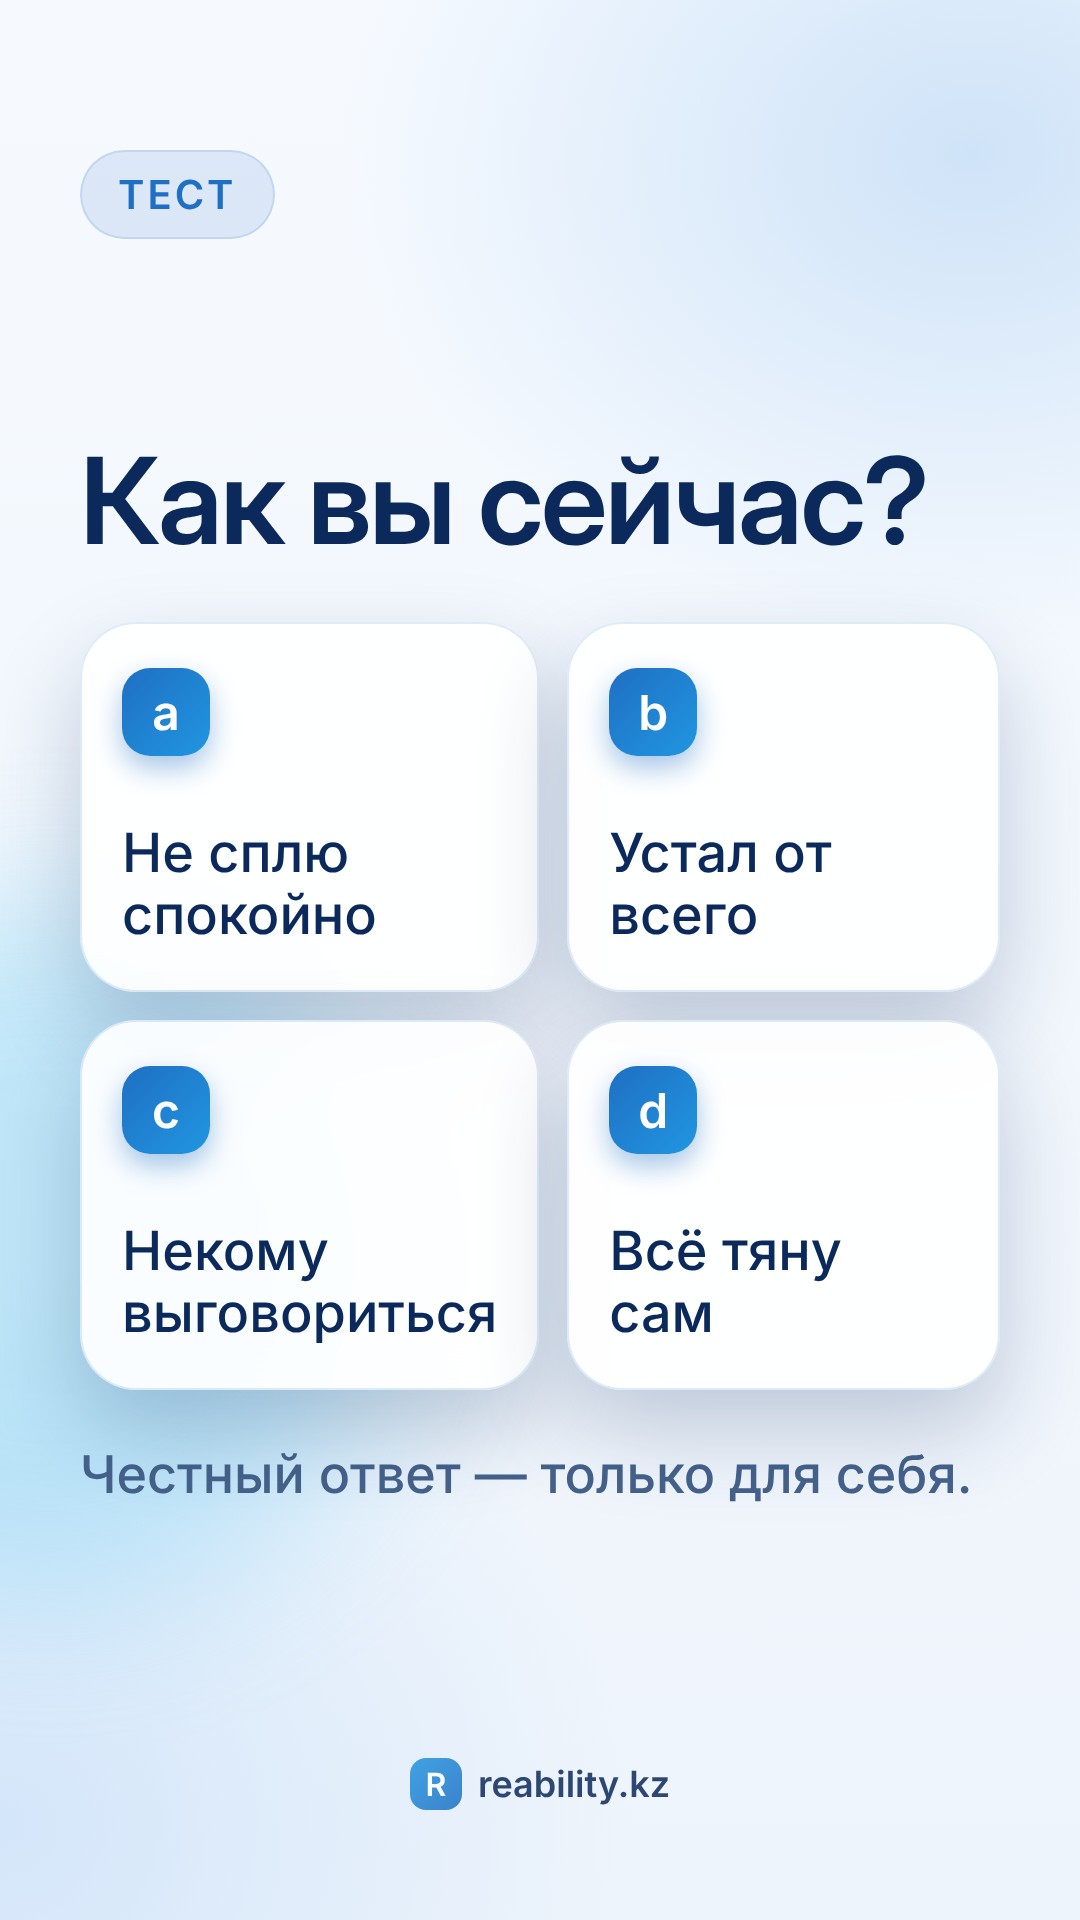 ТЕСТ
Как вы сейчас?
a
Не сплю
спокойно
b
Устал от
всего
c
Некому
выговориться
d
Всё тяну
сам
Честный ответ — только для себя.
R reability.kz